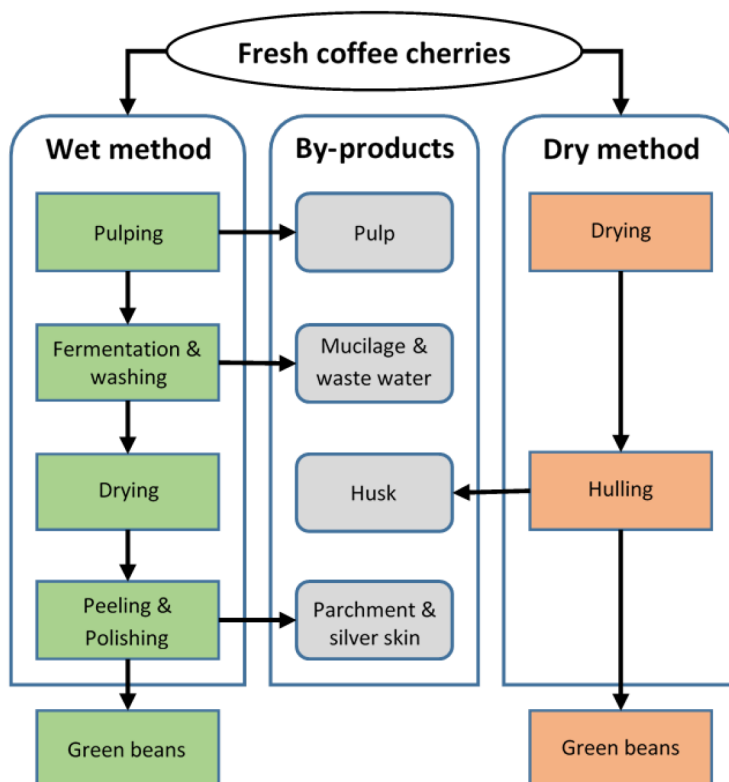 Fresh coffee cherries
Wet method
By-products
Dry method
Pulping
Pulp
Drying
Fermentation &
washing
Mucilage &
waste water
Drying
Husk
Hulling
Peeling &
Polishing
Parchment &
silver skin
Green beans
Green beans